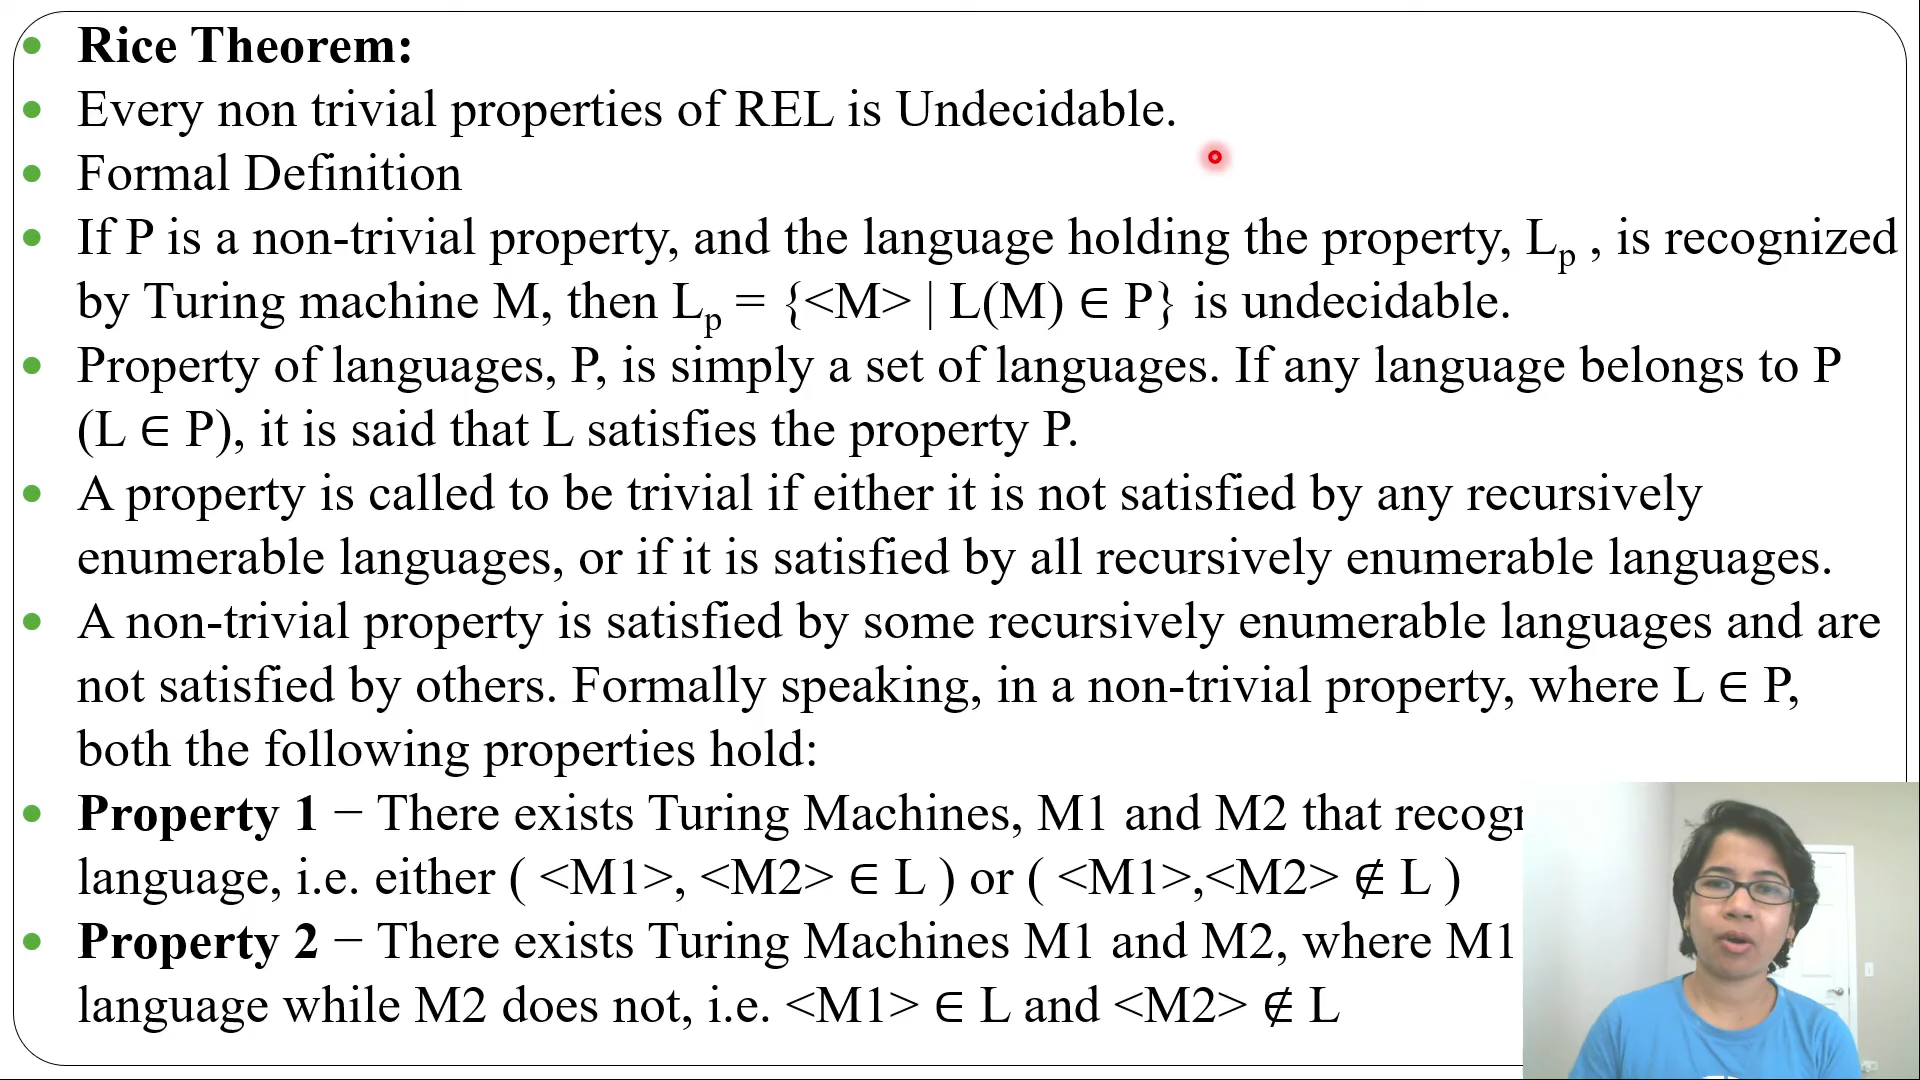 Rice Theorem:
Every non trivial properties of REL is Undecidable.
Formal Definition
If P is a non-trivial property, and the language holding the property, Lp , is recognized
by Turing machine M, then Lp = {<M> | L(M) ∈ P} is undecidable.
Property of languages, P, is simply a set of languages. If any language belongs to P
(L ∈ P), it is said that L satisfies the property P.
A property is called to be trivial if either it is not satisfied by any recursively
enumerable languages, or if it is satisfied by all recursively enumerable languages.
A non-trivial property is satisfied by some recursively enumerable languages and are
not satisfied by others. Formally speaking, in a non-trivial property, where L ∈ P,
both the following properties hold:
Property 1 − There exists Turing Machines, M1 and M2 that
language, i.e. either ( <M1>, <M2> ∈ L ) or ( <M1>,<M2> ∉ L )
Property 2 − There exists Turing Machines M1 and M2, where M1
language while M2 does not, i.e. <M1> ∈ L and <M2> ∉ L